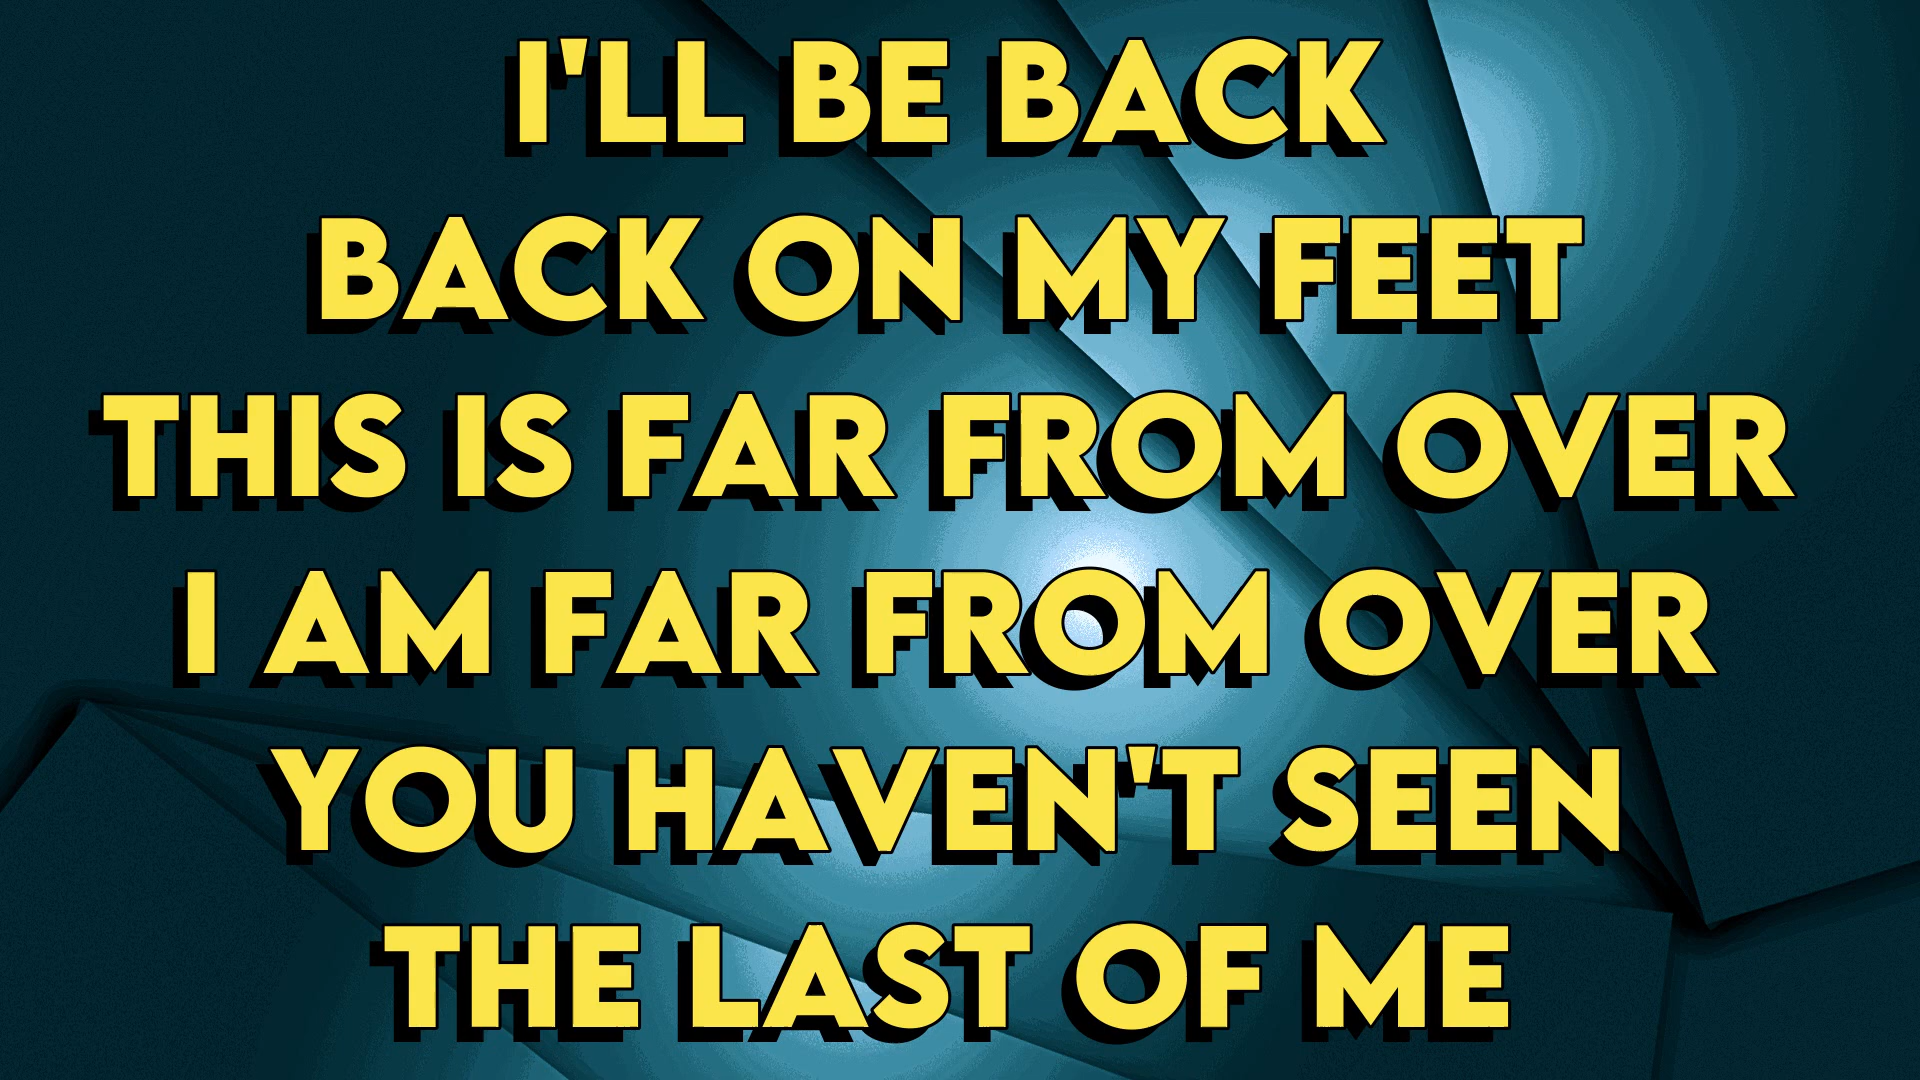 I'LL BE BACK
BACK ON MY FEET
THIS IS FAR FROM OVER
I AM FAR FROM OVER
YOU HAVEN'T SEEN
THE LAST OF ME